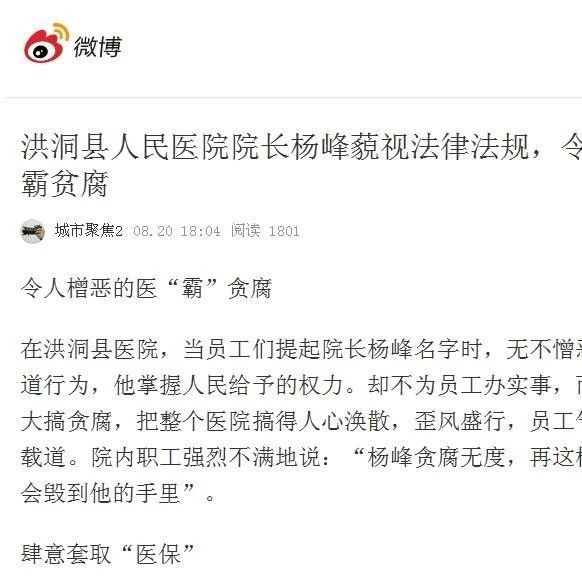 微博
洪洞县人民医院院长杨峰藐视法律法规，令
霸贫腐
城市聚焦2 08.20 18:04 阅读 1801
令人橧恶的医“霸”贪腐
在洪洞县医院，当员工们提起院长杨峰名字时，无不憎恶
道行为，他掌握人民给予的权力。却不为员工办实事，而
大搞贪腐，把整个医院搞得人心涣散，歪风盛行，员工
载道。院内职工强烈不满地说：“杨峰贪腐无度，再这样
会毁到他的手里”。
肆意套取“医保”